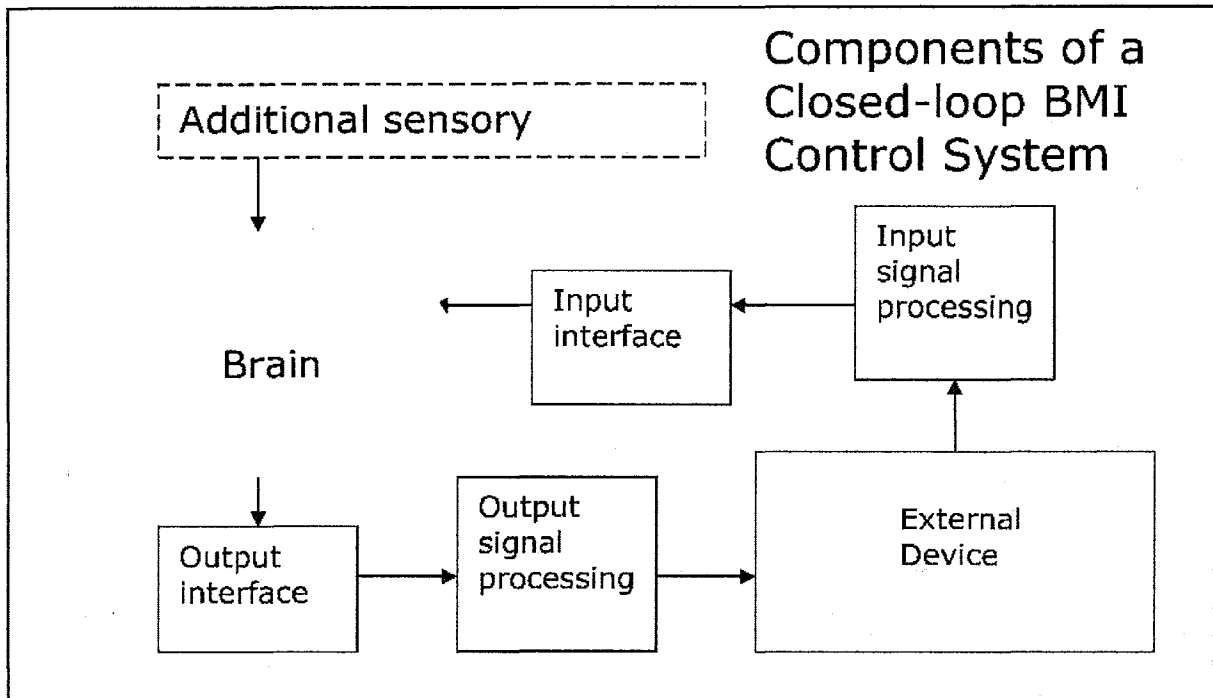 Components of a
Closed-loop BMI
Control System
Additional sensory
Input
signal
processing
Input
interface
Brain
Output
interface
Output
signal
processing
External
Device